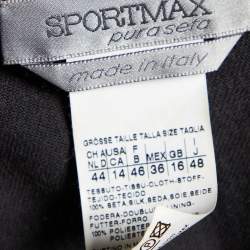 SPORTMAX
pura seta
made in italy
GRÖSSE TAILLE TALLA SIZE TAGLIA
CH A USA F
NL D CA B MEX GB J
44 14 46 36 16 48
TESSUTO-TISSU-CLOTH-STOFF-
TEJIDO-TECIDO
100% SETA, SILK, SEDA, SOIE, SEIDE
FODERA-DOUBLURE-LINING-
FUTTER-FORRO
100%